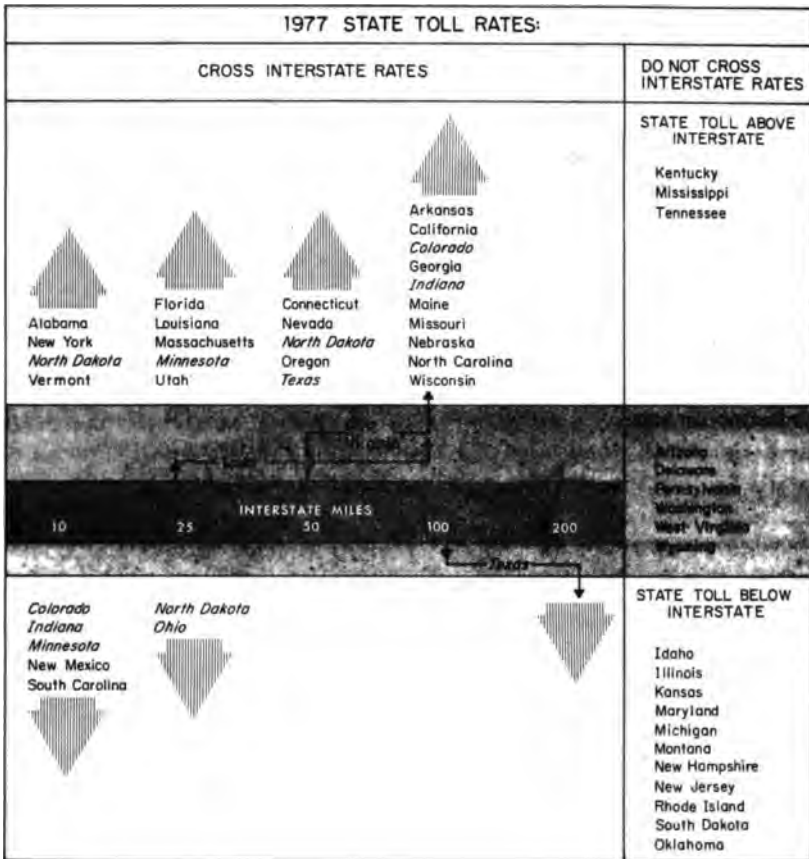 1977 STATE TOLL RATES:
CROSS INTERSTATE RATES
DO NOT CROSS
INTERSTATE RATES
STATE TOLL ABOVE
INTERSTATE
Kentucky
Mississippi
Tennessee
Alabama
New York
North Dakota
Vermont
Florida
Louisiana
Massachusetts
Minnesota
Utah
Connecticut
Nevada
North Dakota
Oregon
Texas
Arkansas
California
Colorado
Georgia
Indiana
Maine
Missouri
Nebraska
North Carolina
Wisconsin
INTERSTATE MILES
10 25 50 100 200
Texas
Arizona
Delaware
Pennsylvania
Washington
West Virginia
Wyoming
Colorado
Indiana
Minnesota
New Mexico
South Carolina
North Dakota
Ohio
STATE TOLL BELOW
INTERSTATE
Idaho
Illinois
Kansas
Maryland
Michigan
Montana
New Hampshire
New Jersey
Rhode Island
South Dakota
Oklahoma